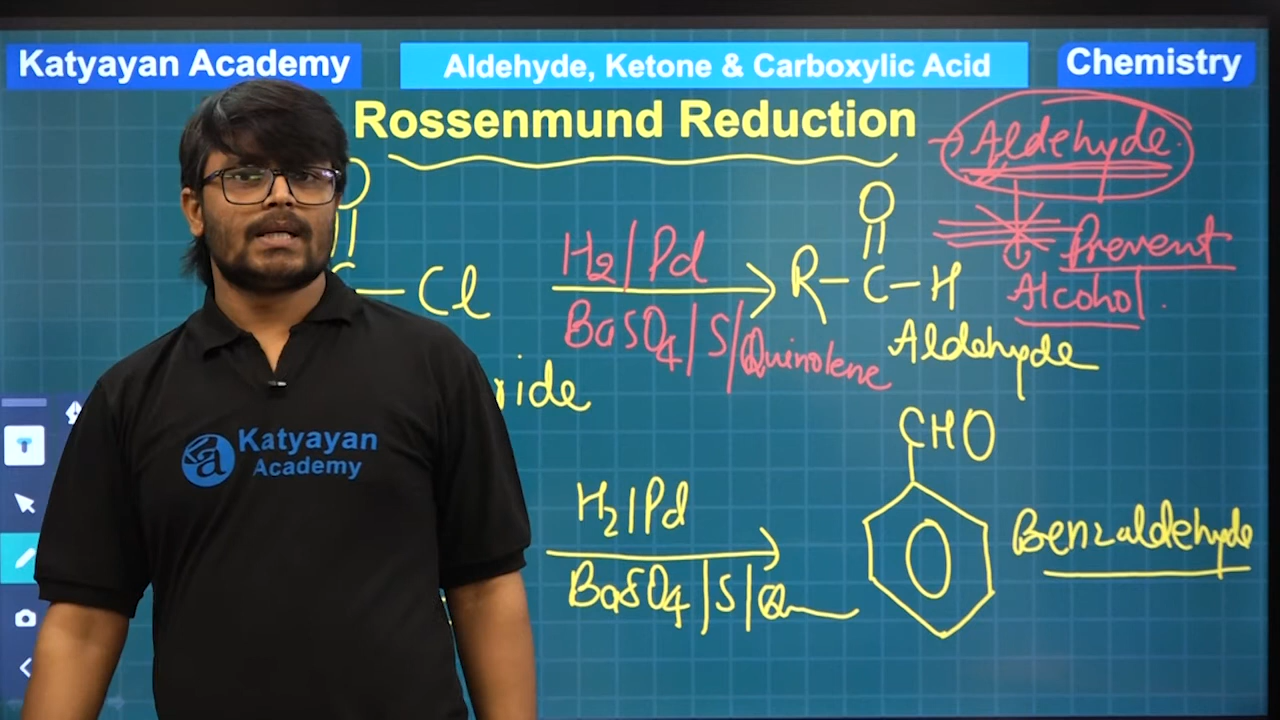 Katyayan Academy
Aldehyde, Ketone & Carboxylic Acid
Chemistry
Rossenmund Reduction
Aldehyde
Prevent
Alcohol.
O
C-Cl
H2/Pd
BaSO4/S/Quinolene
O
R-C-H
Aldehyde
ride
Katyayan
Academy
H2/Pd
BaSO4/S/Q
CHO
Benzaldehyde